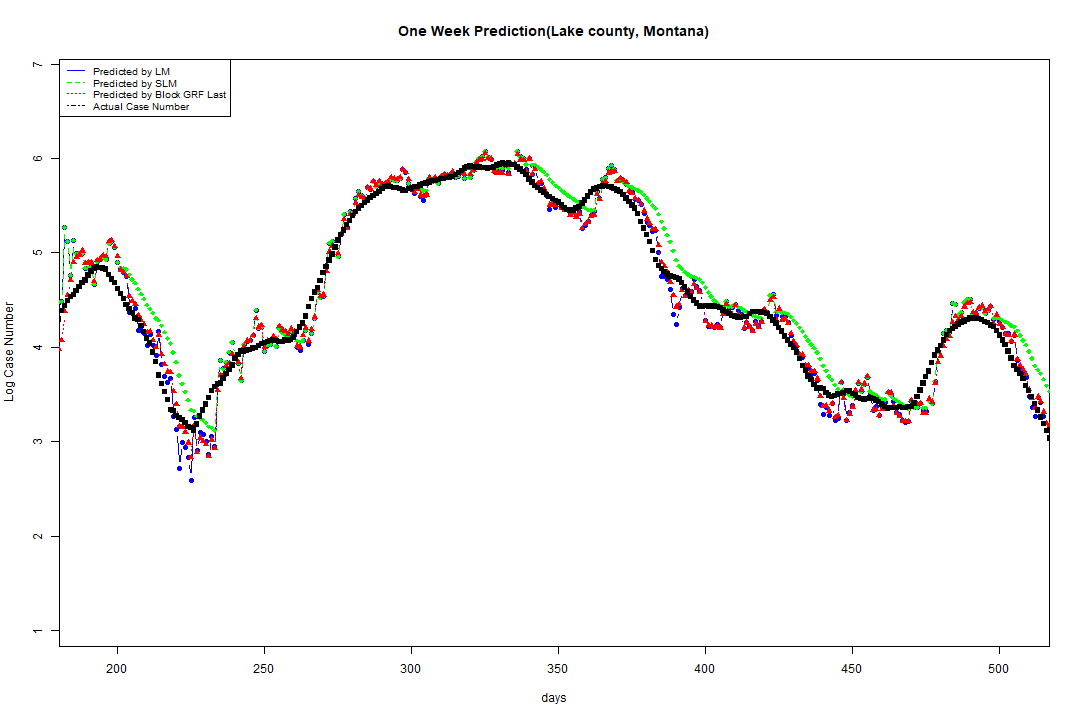 One Week Prediction(Lake county, Montana)
Predicted by LM
Predicted by SLM
Predicted by Block GRF Last
Actual Case Number
7
6
5
4
3
2
1
Log Case Number
200 250 300 350 400 450 500
days